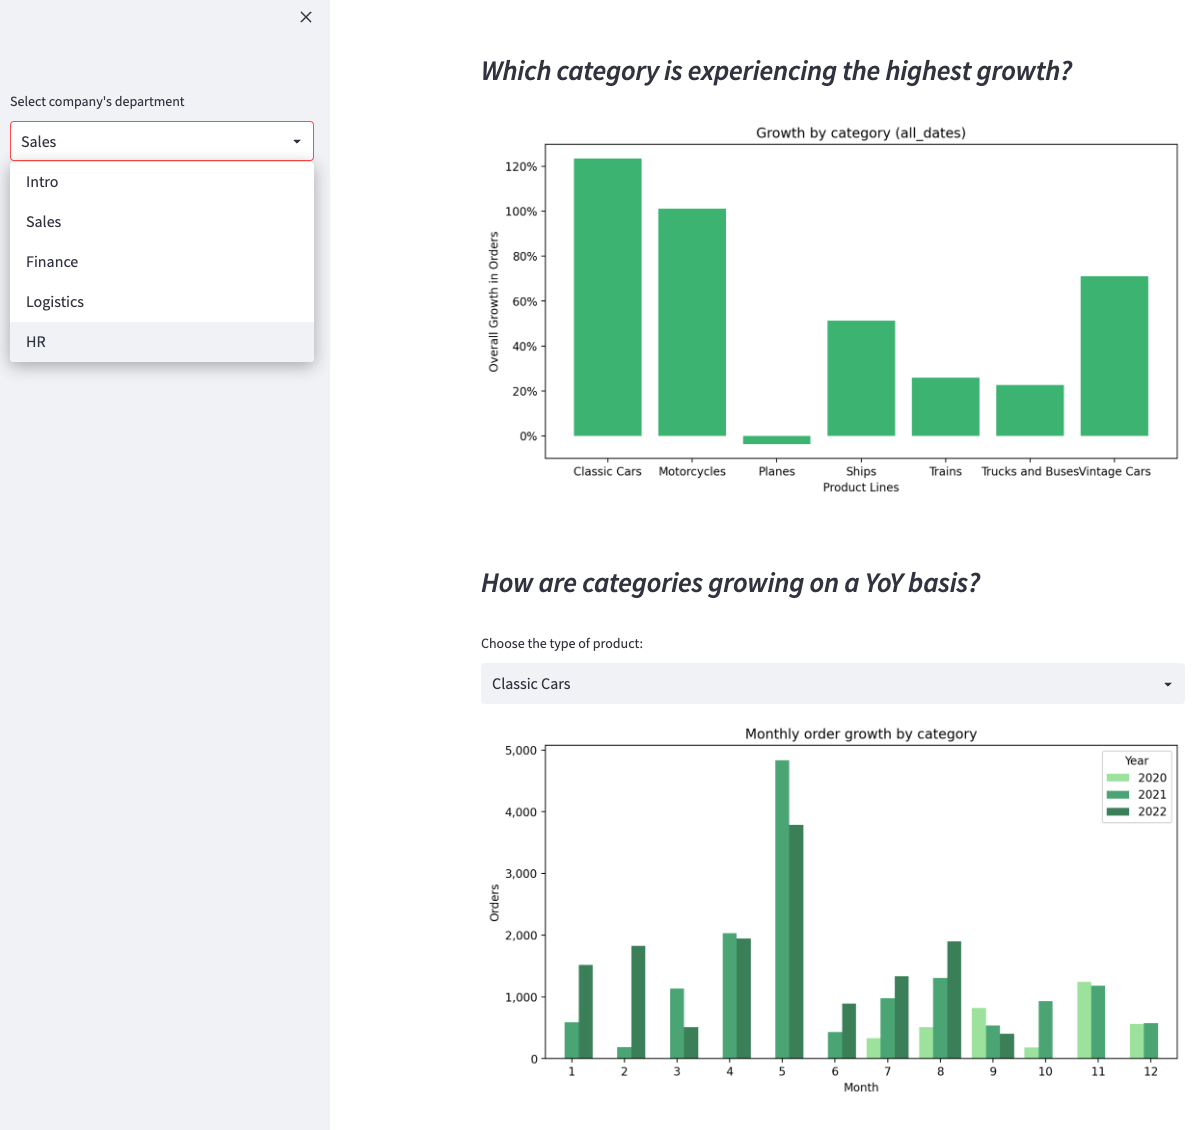 Select company's department
Sales
Intro
Sales
Finance
Logistics
HR
Which category is experiencing the highest growth?
Growth by category (all_dates)
Overall Growth in Orders
120%
100%
80%
60%
40%
20%
0%
Classic Cars Motorcycles Planes Ships Trains Trucks and Buses Vintage Cars
Product Lines
How are categories growing on a YoY basis?
Choose the type of product:
Classic Cars
Monthly order growth by category
Orders
5,000
4,000
3,000
2,000
1,000
0
Year
2020
2021
2022
1 2 3 4 5 6 7 8 9 10 11 12
Month